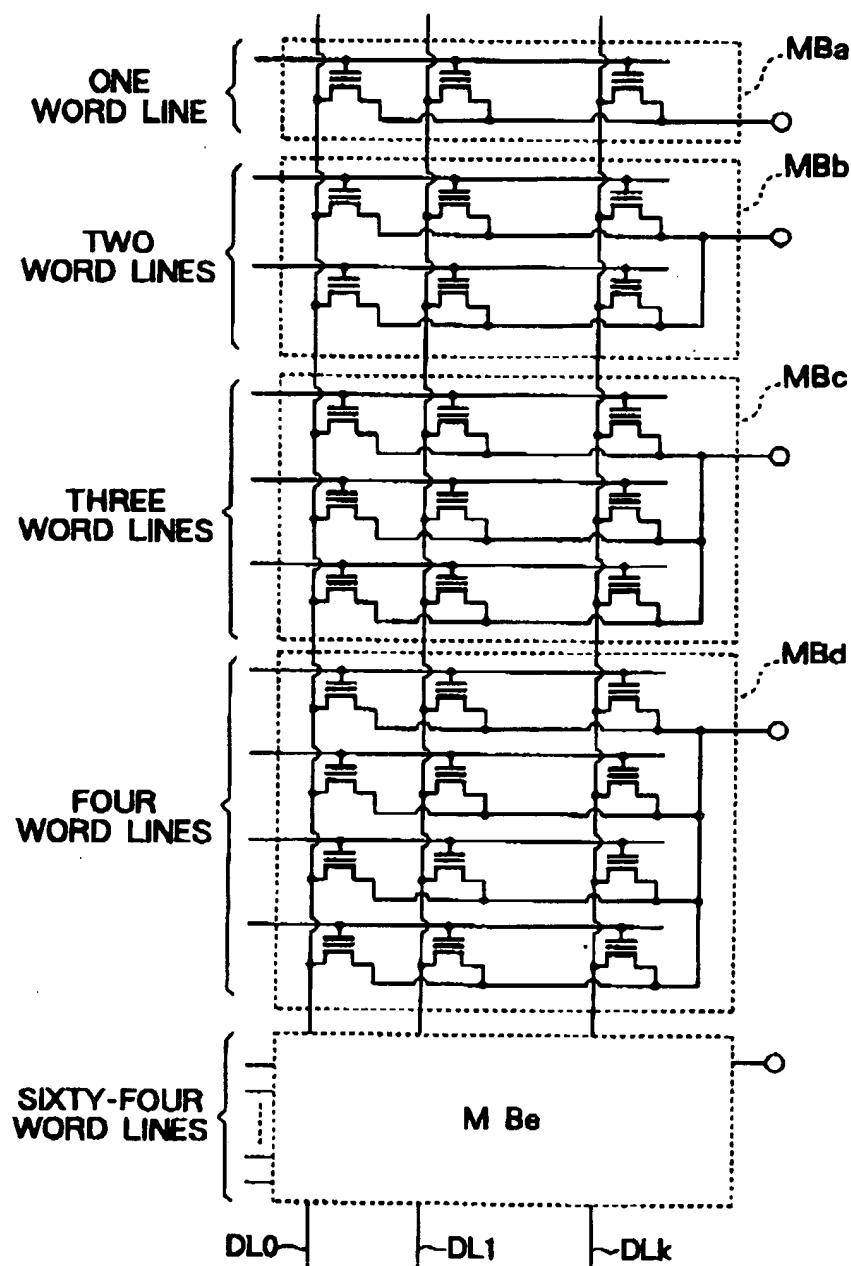 ONE
WORD LINE
MBa
TWO
WORD LINES
MBb
THREE
WORD LINES
MBc
FOUR
WORD LINES
MBd
SIXTY-FOUR
WORD LINES
M Be
DL0
DL1
DLk